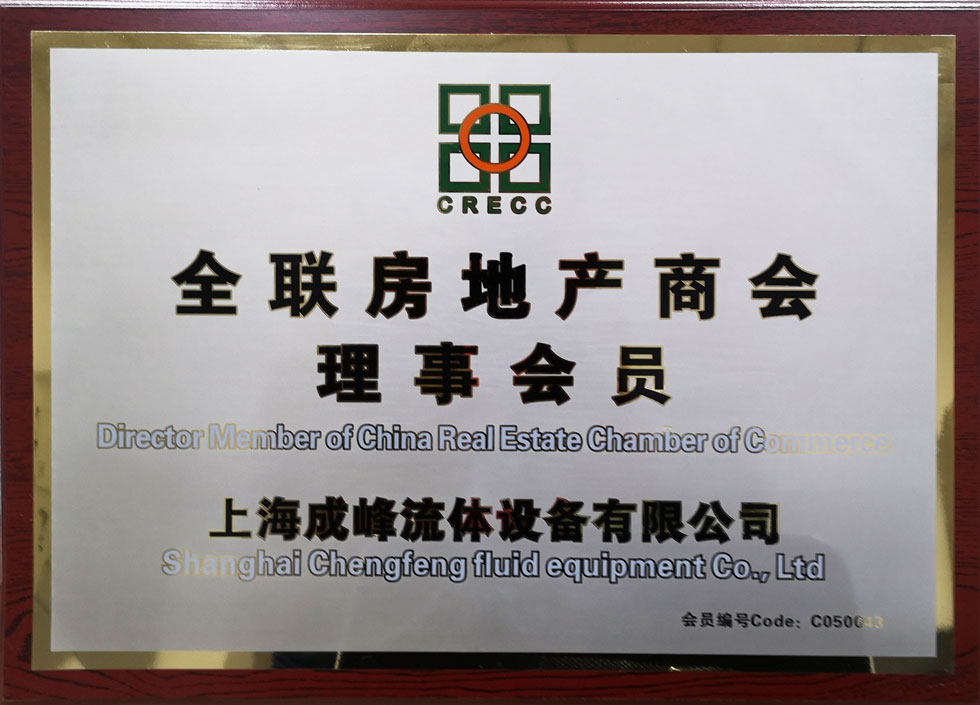 CRECC
全联房地产商会
理事会员
Director Member of China Real Estate Chamber of Commerce
上海成峰流体设备有限公司
Shanghai Chengfeng fluid equipment Co., Ltd
会员编号Code: C050043